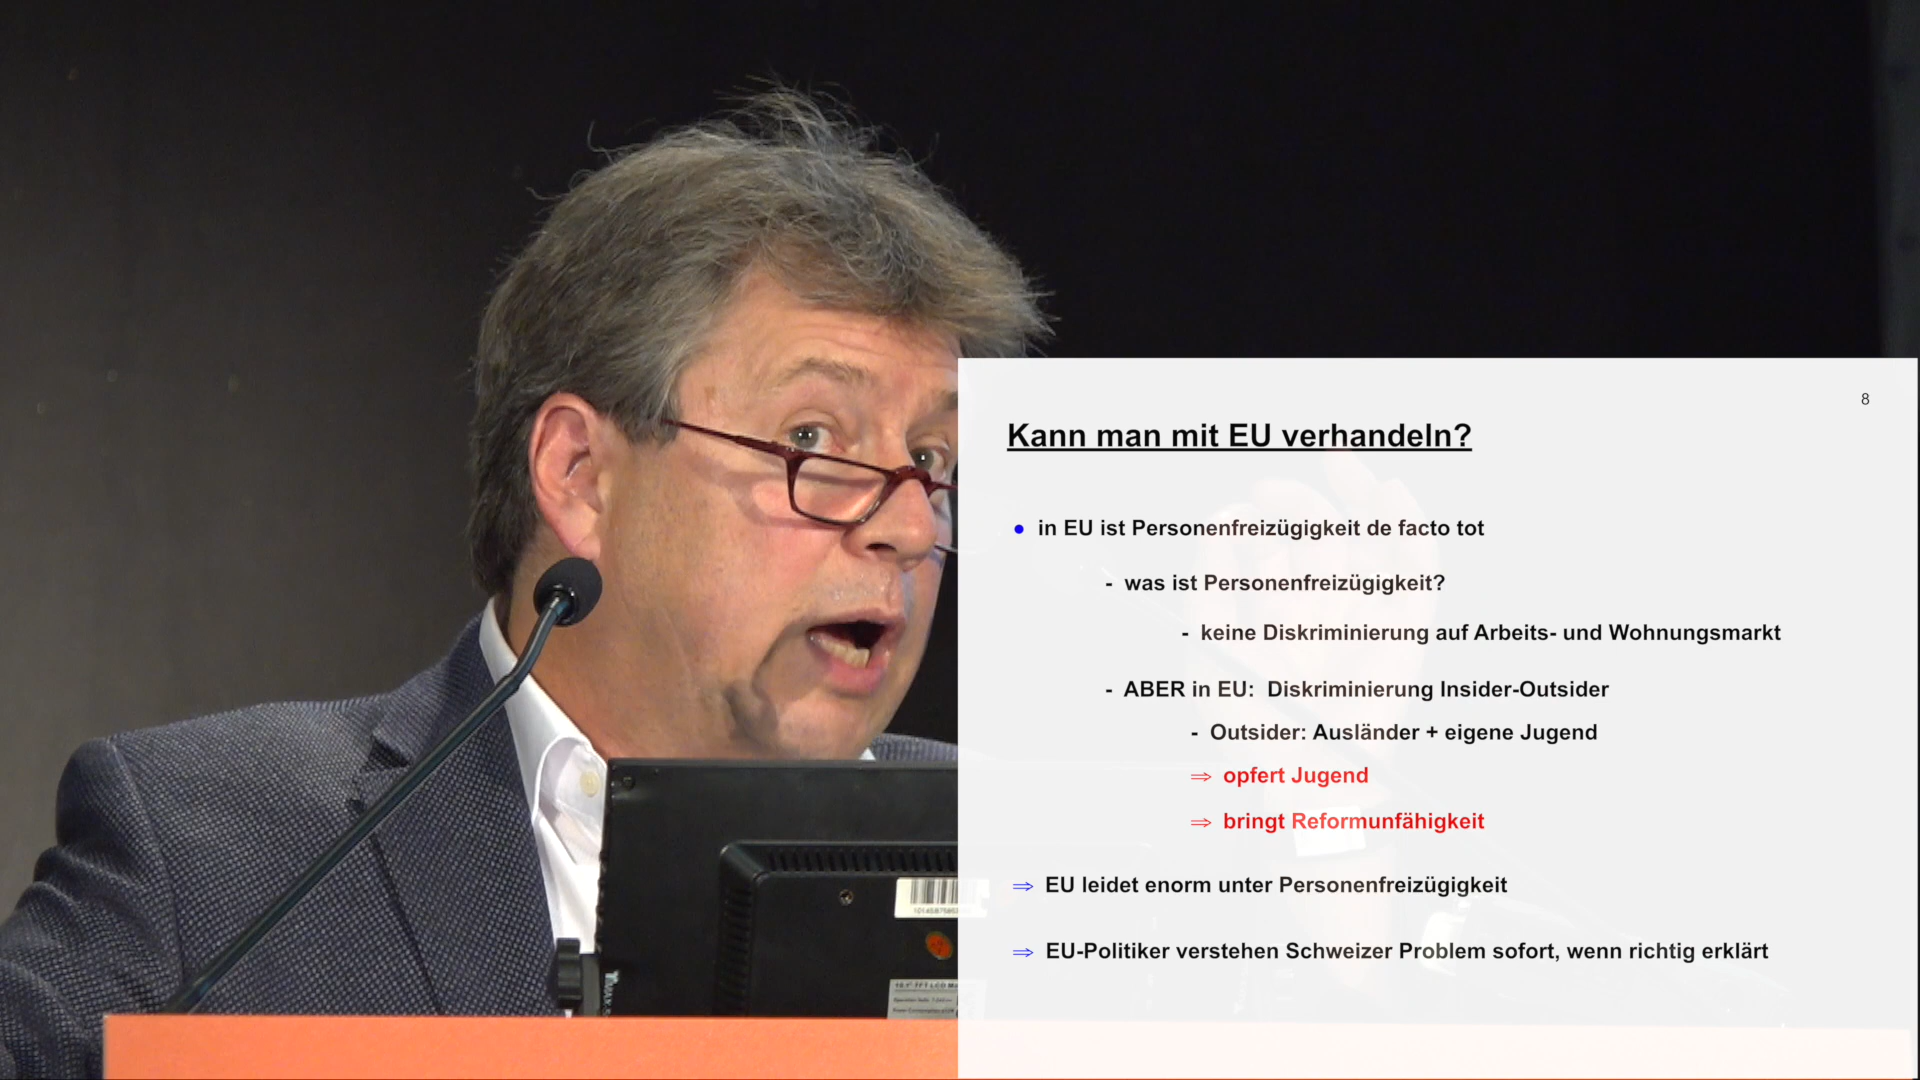 8
Kann man mit EU verhandeln?
• in EU ist Personenfreizügigkeit de facto tot
- was ist Personenfreizügigkeit?
- keine Diskriminierung auf Arbeits- und Wohnungsmarkt
- ABER in EU: Diskriminierung Insider-Outsider
- Outsider: Ausländer + eigene Jugend
⇒ opfert Jugend
⇒ bringt Reformunfähigkeit
⇒ EU leidet enorm unter Personenfreizügigkeit
⇒ EU-Politiker verstehen Schweizer Problem sofort, wenn richtig erklärt